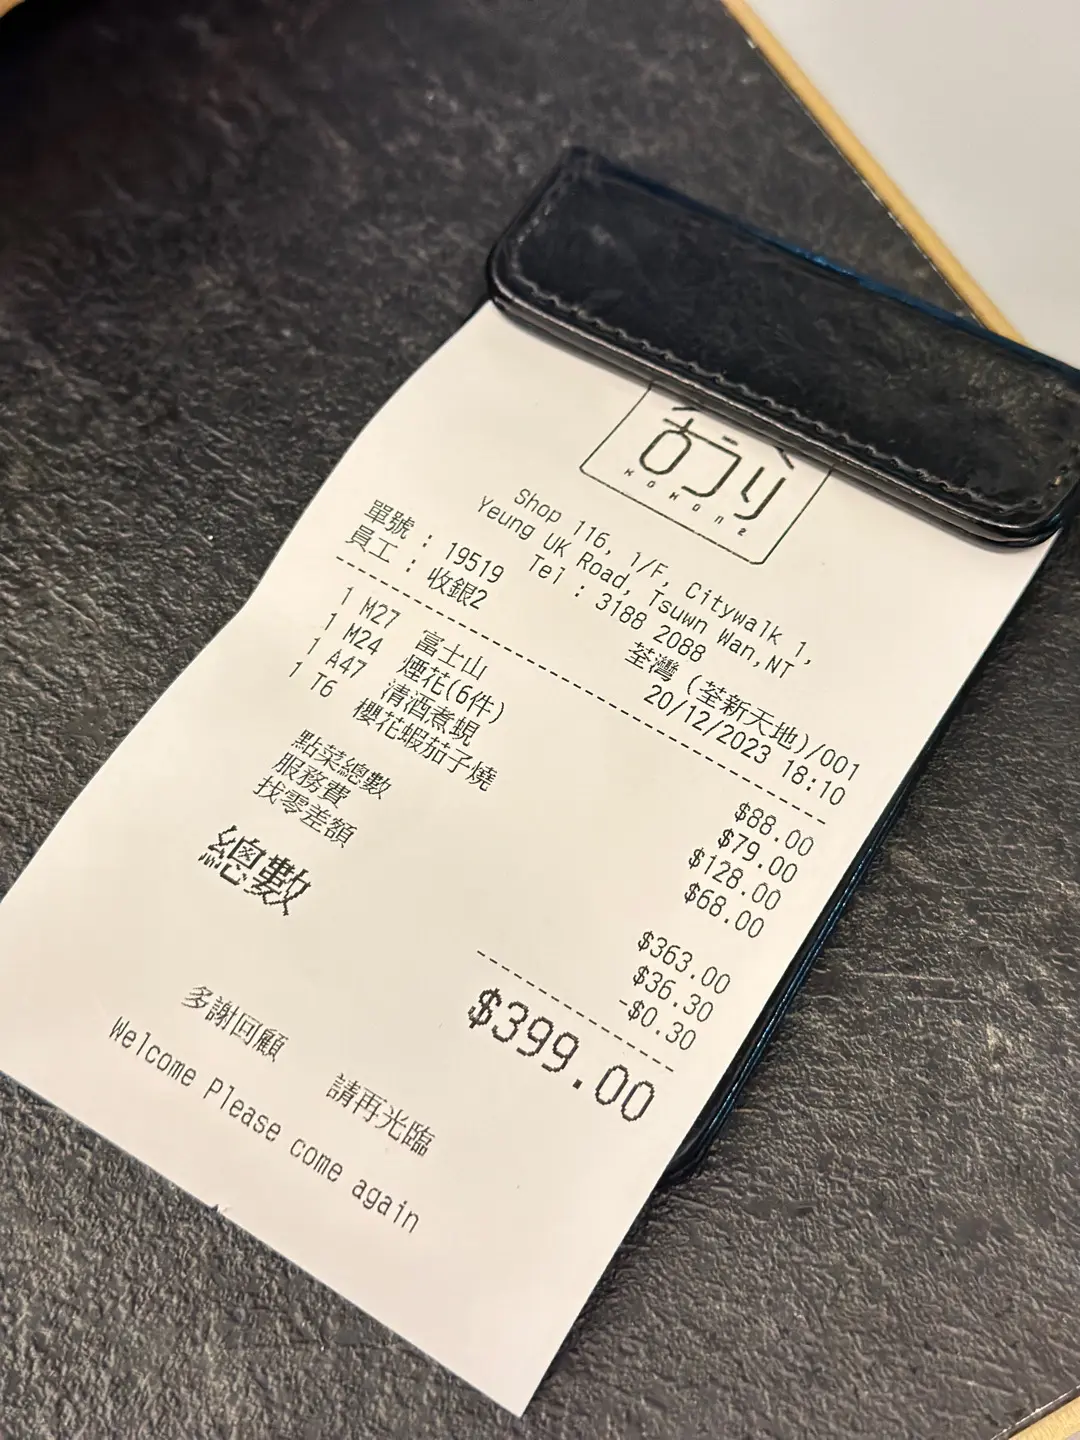 Shop 116, 1/F, Citywalk 1,
Yeung UK Road, Tsuwn Wan,NT
Tel : 3188 2088
荃灣 (荃新天地)/001
單號 : 19519
20/12/2023 18:10
員工 : 收銀2
1 M27 富士山 $88.00
1 M24 煙花(6件) $79.00
1 A47 清酒煮蜆 $128.00
1 T6 櫻花蝦茄子燒 $68.00
點菜總數 $363.00
服務費 $36.30
找零差額 -$0.30
總數 $399.00
多謝回顧 請再光臨
Welcome Please come again